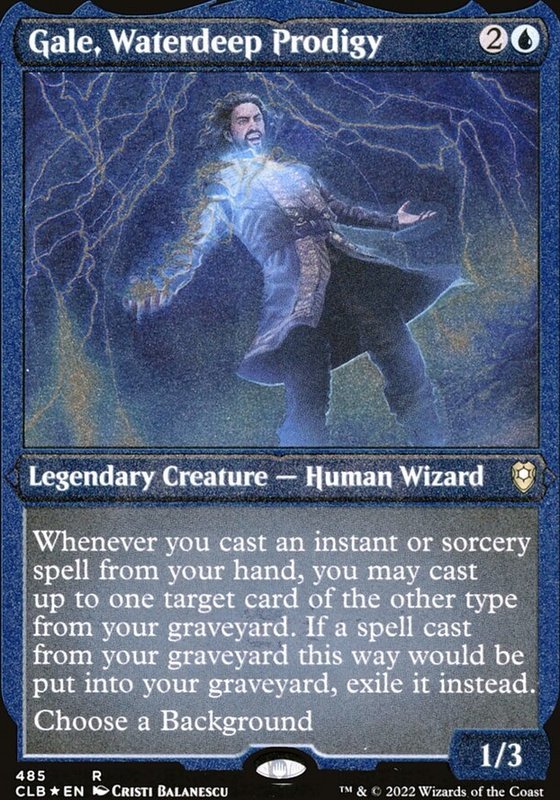 Gale, Waterdeep Prodigy 2
Legendary Creature — Human Wizard
Whenever you cast an instant or sorcery
spell from your hand, you may cast
up to one target card of the other type
from your graveyard. If a spell cast
from your graveyard this way would be
put into your graveyard, exile it instead.
Choose a Background
1/3
485 R
CLB★EN Cristi Balanescu
™ & © 2022 Wizards of the Coast